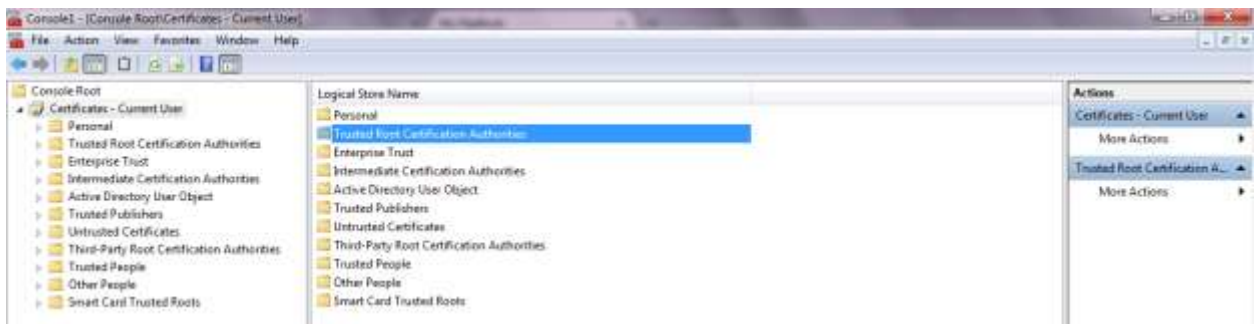 Console1 - [Console Root\Certificates - Current User]
File Action View Favorites Window Help
Console Root
Certificates - Current User
Personal
Trusted Root Certification Authorities
Enterprise Trust
Intermediate Certification Authorities
Active Directory User Object
Trusted Publishers
Untrusted Certificates
Third-Party Root Certification Authorities
Trusted People
Other People
Smart Card Trusted Roots
Logical Store Name
Personal
Trusted Root Certification Authorities
Enterprise Trust
Intermediate Certification Authorities
Active Directory User Object
Trusted Publishers
Untrusted Certificates
Third-Party Root Certification Authorities
Trusted People
Other People
Smart Card Trusted Roots
Actions
Certificates - Current User
More Actions
Trusted Root Certification A...
More Actions